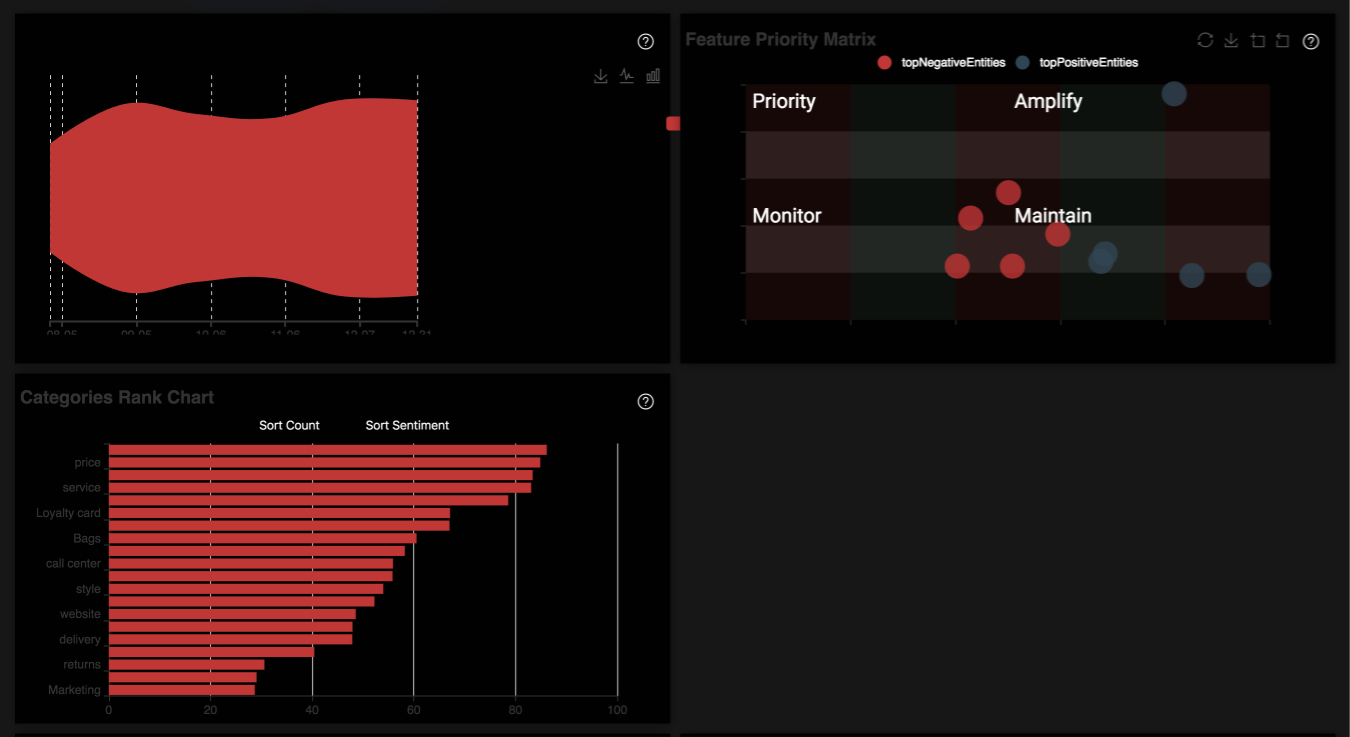 ?
08-05 09-05 10-06 11-06 12-07 12-31
Feature Priority Matrix
?
topNegativeEntities topPositiveEntities
Priority Amplify
Monitor Maintain
Categories Rank Chart
?
Sort Count Sort Sentiment
price
service
Loyalty card
Bags
call center
style
website
delivery
returns
Marketing
0 20 40 60 80 100